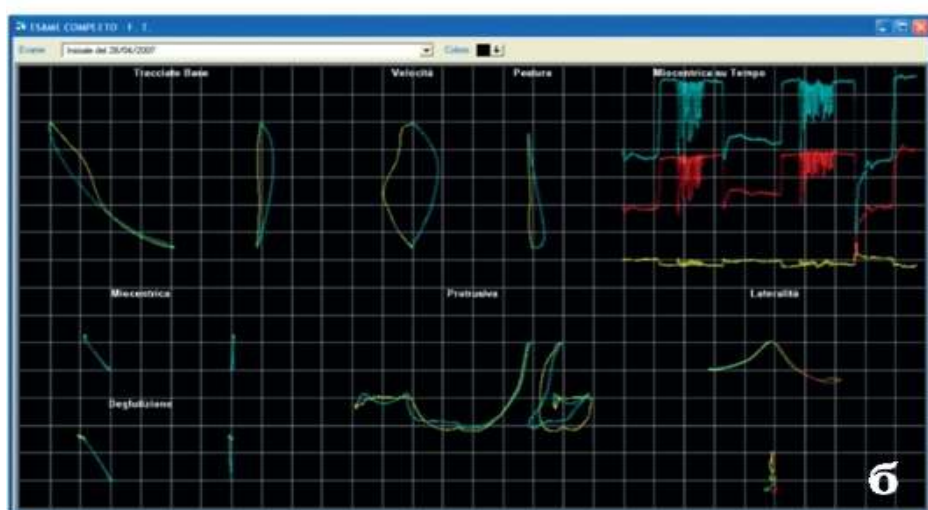 ESAME COMPLETO - F. T.
Esame Iniziale del 26/04/2007 Colore
Tracciato Base Velocità Postura Miocentrica su Tempo
Miocentrica Protrusiva Lateralità
Deglutizione
б